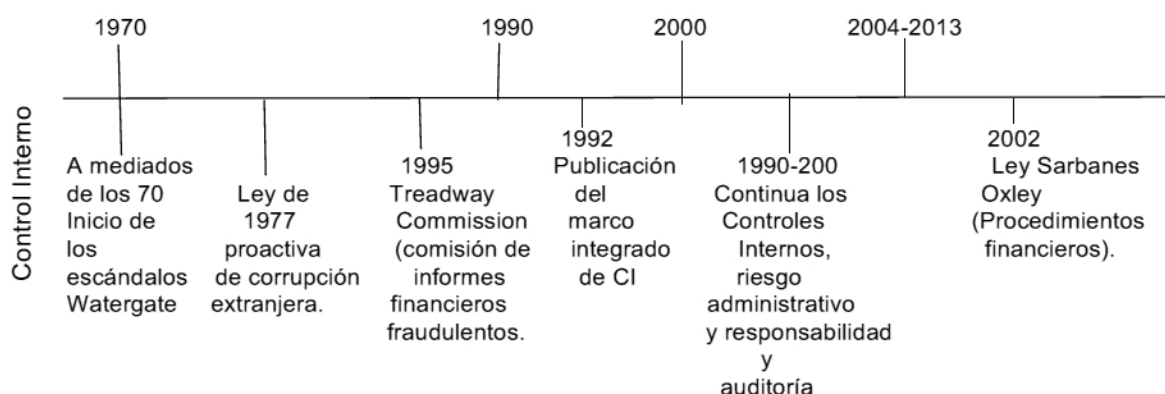 1970
1990
2000
2004-2013
Control Interno
A mediados
de los 70
Inicio de
los
escándalos
Watergate
Ley de
1977
proactiva
de corrupción
extranjera.
1995
Treadway
Commission
(comisión de
informes
financieros
fraudulentos.
1992
Publicación
del
marco
integrado
de CI
1990-200
Continua los
Controles
Internos,
riesgo
administrativo
y responsabilidad
y
auditoría
2002
Ley Sarbanes
Oxley
(Procedimientos
financieros).